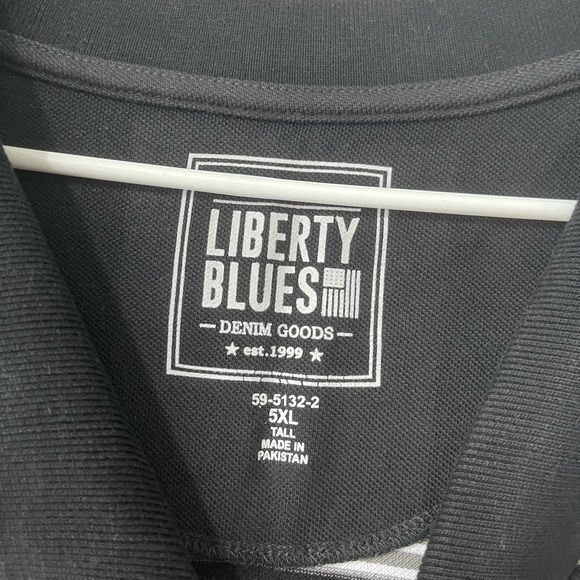 LIBERTY
BLUES
— DENIM GOODS —
★ est.1999 ★
59-5132-2
5XL
TALL
MADE IN
PAKISTAN